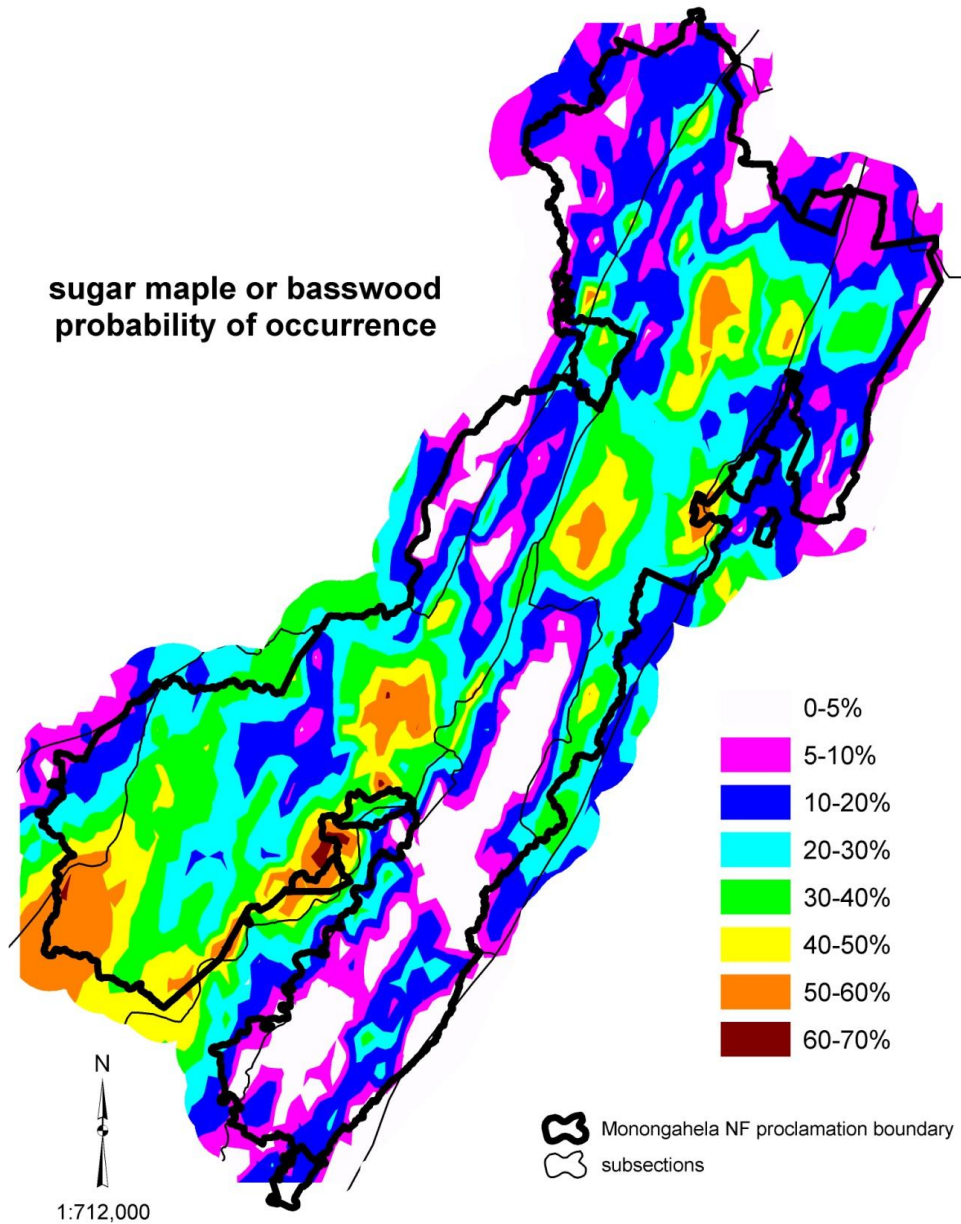 sugar maple or basswood
probability of occurrence
0-5%
5-10%
10-20%
20-30%
30-40%
40-50%
50-60%
60-70%
N
1:712,000
Monongahela NF proclamation boundary
subsections